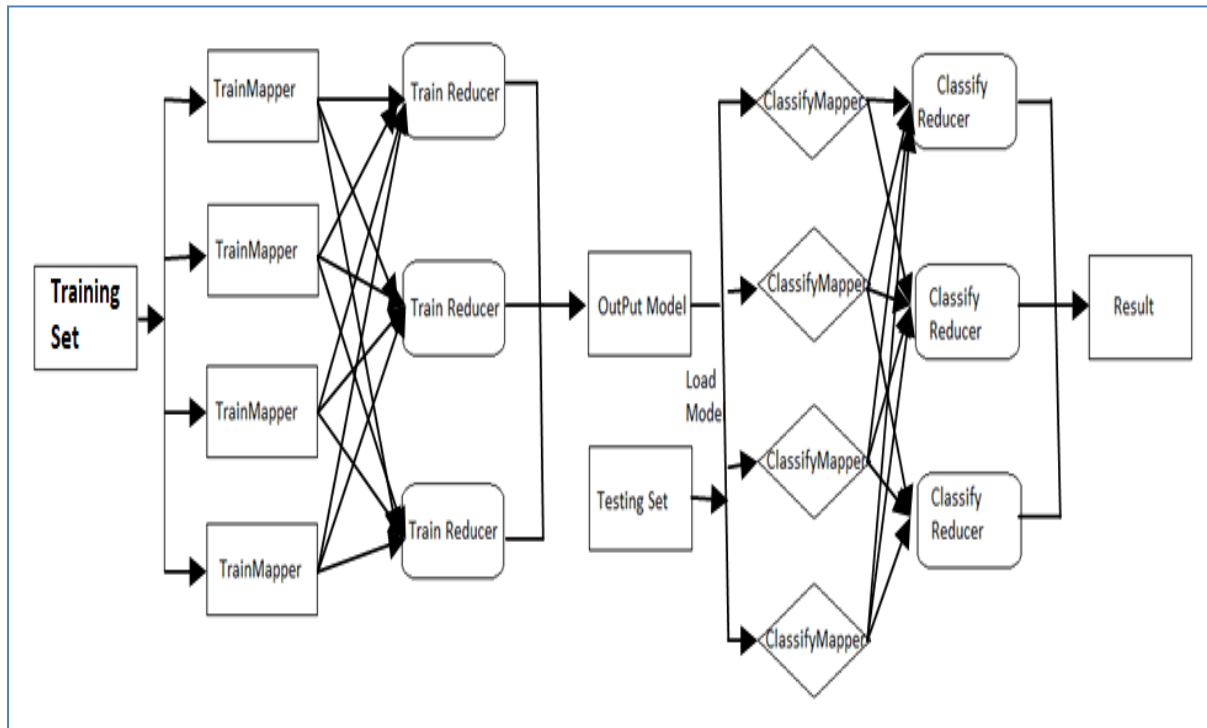 Training
Set
TrainMapper
TrainMapper
TrainMapper
TrainMapper
Train Reducer
Train Reducer
Train Reducer
OutPut Model
Load
Mode
Testing Set
ClassifyMapper
ClassifyMapper
ClassifyMapper
ClassifyMapper
Classify
Reducer
Classify
Reducer
Classify
Reducer
Result